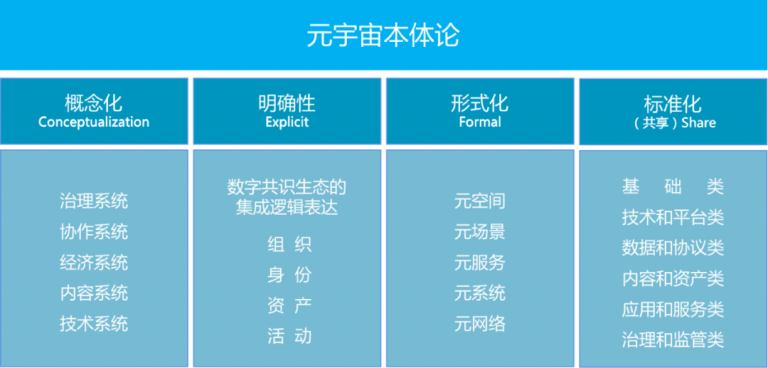 元宇宙本体论
概念化
Conceptualization
治理系统
协作系统
经济系统
内容系统
技术系统
明确性
Explicit
数字共识生态的
集成逻辑表达
组 织
身 份
资 产
活 动
形式化
Formal
元空间
元场景
元服务
元系统
元网络
标准化
（共享）Share
基 础 类
技术和平台类
数据和协议类
内容和资产类
应用和服务类
治理和监管类